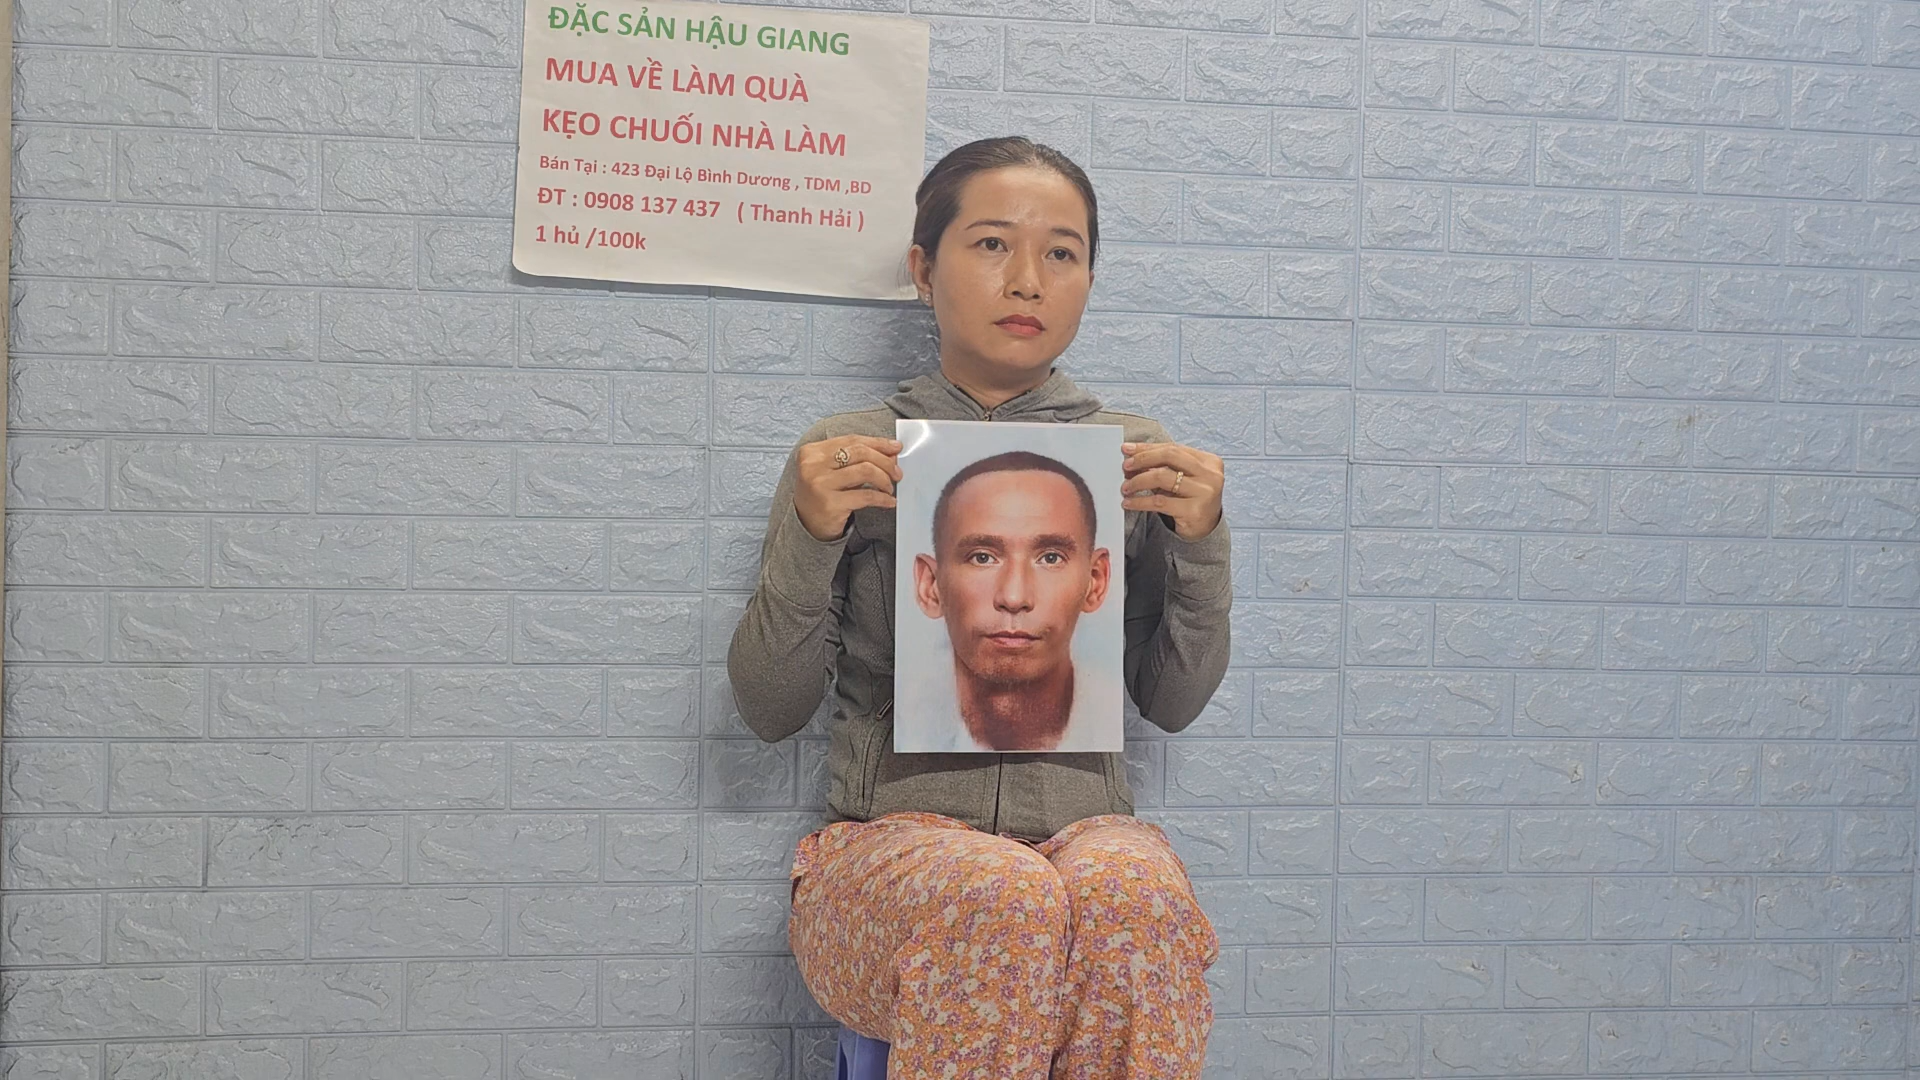 ĐẶC SẢN HẬU GIANG
MUA VỀ LÀM QUÀ
KẸO CHUỐI NHÀ LÀM
Bán Tại : 423 Đại Lộ Bình Dương , TDM ,BD
ĐT : 0908 137 437 ( Thanh Hải )
1 hủ /100k